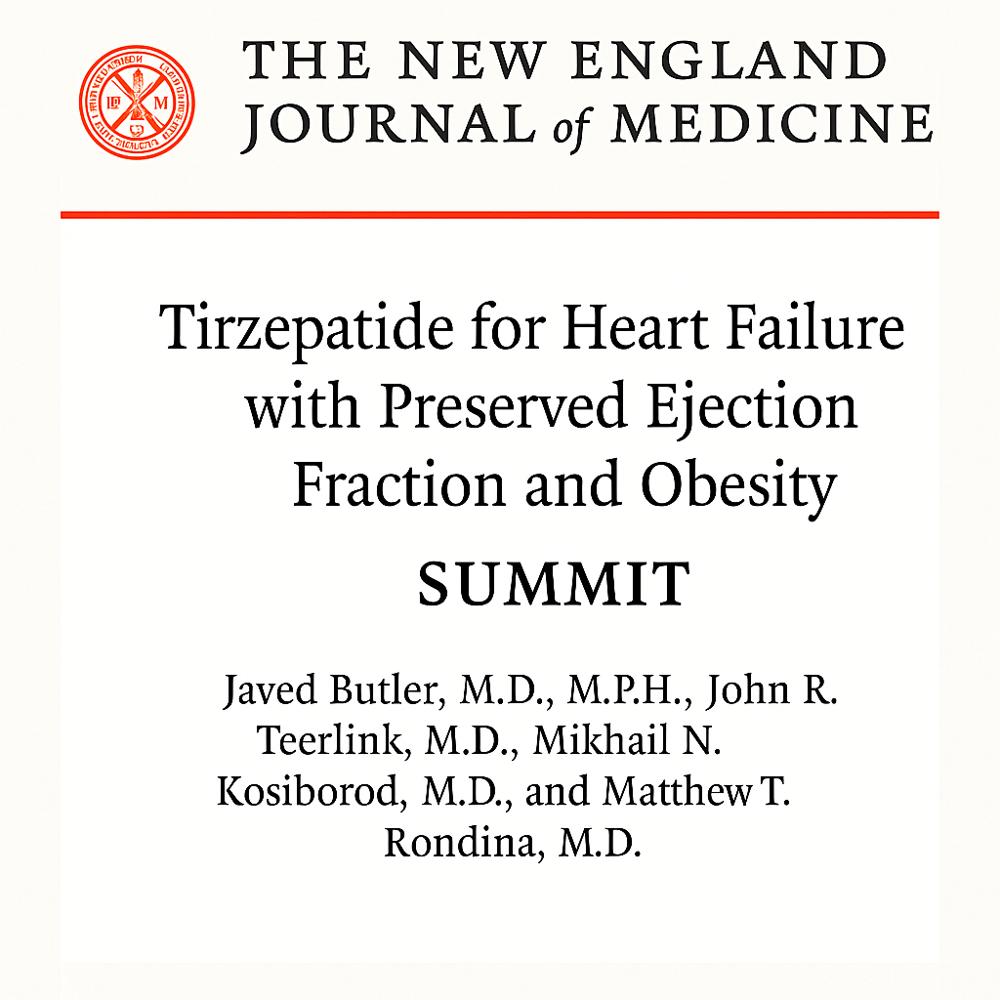 THE NEW ENGLAND
JOURNAL of MEDICINE
Tirzepatide for Heart Failure
with Preserved Ejection
Fraction and Obesity
SUMMIT
Javed Butler, M.D., M.P.H., John R.
Teerlink, M.D., Mikhail N.
Kosiborod, M.D., and Matthew T.
Rondina, M.D.